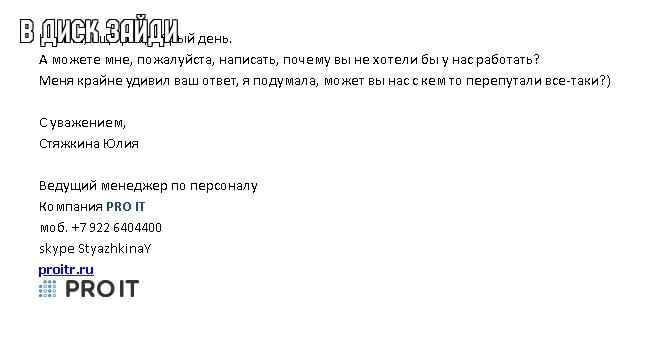 В ДИСК ЗАЙДИ
день.
А можете мне, пожалуйста, написать, почему вы не хотели бы у нас работать?
Меня крайне удивил ваш ответ, я подумала, может вы нас с кем то перепутали все-таки?)
С уважением,
Стяжкина Юлия
Ведущий менеджер по персоналу
Компания PRO IT
моб. +7 922 6404400
skype StyazhkinaY
proitr.ru
PRO IT